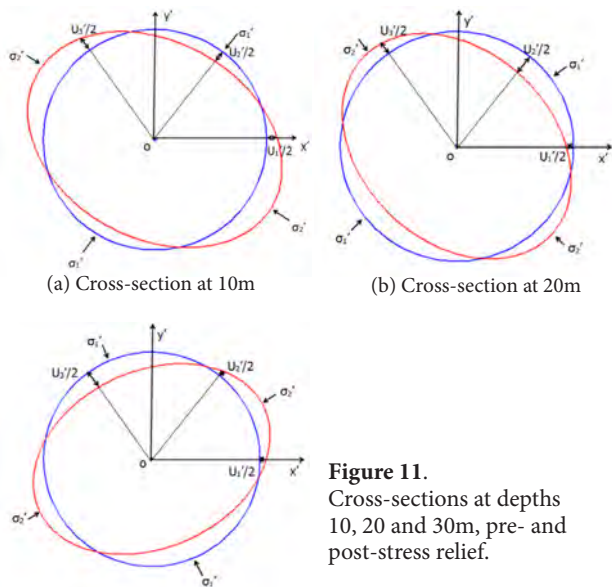 y'
U₃'/2
σ₁'
U₂'/2
σ₂'
o
x'
U₁'/2
σ₂'
σ₁'
(a) Cross-section at 10m
y'
U₃'/2
σ₂'
U₂'/2
σ₁'
o
x'
U₁'/2
σ₁'
σ₂'
(b) Cross-section at 20m
y'
σ₁'
U₃'/2
U₂'/2
σ₂'
o
x'
U₁'/2
σ₂'
σ₁'
Figure 11.
Cross-sections at depths
10, 20 and 30m, pre- and
post-stress relief.